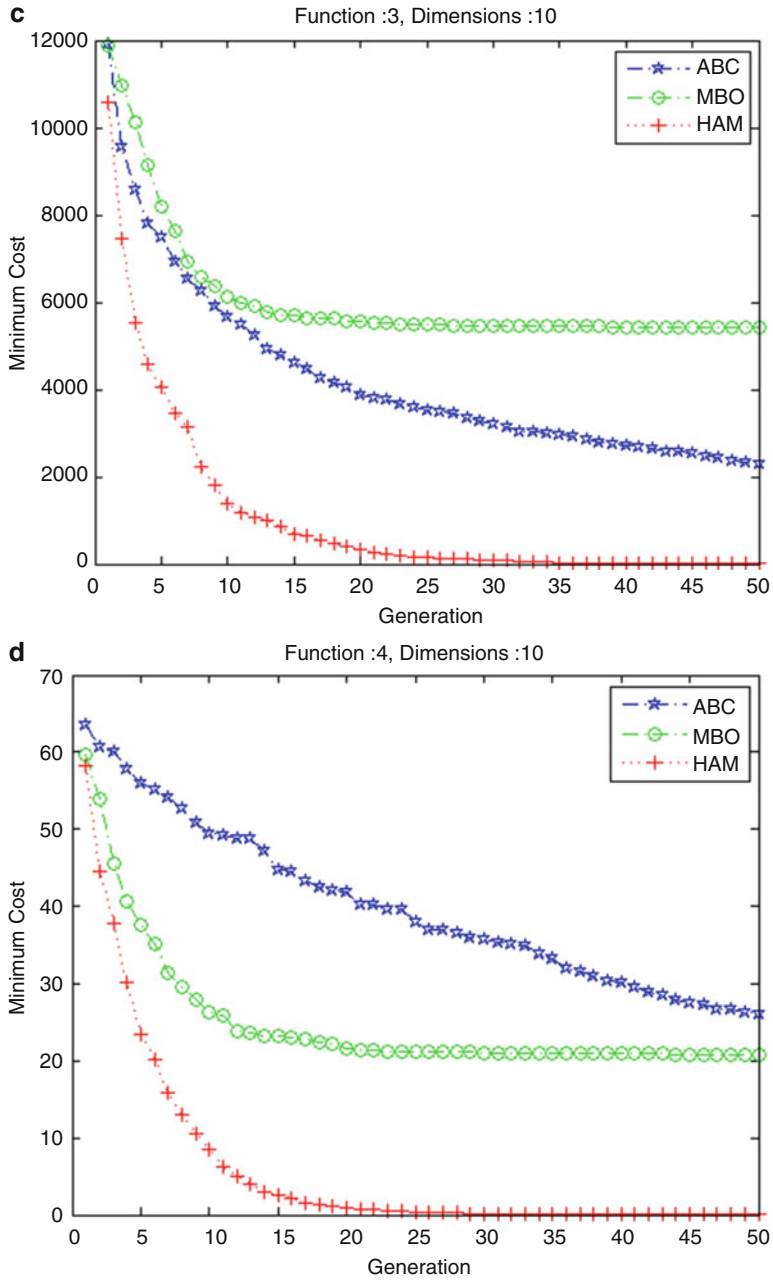 c
Function :3, Dimensions :10
12000
10000
8000
6000
4000
2000
0
Minimum Cost
ABC
MBO
HAM
0 5 10 15 20 25 30 35 40 45 50
Generation
d
Function :4, Dimensions :10
70
60
50
40
30
20
10
0
Minimum Cost
ABC
MBO
HAM
0 5 10 15 20 25 30 35 40 45 50
Generation